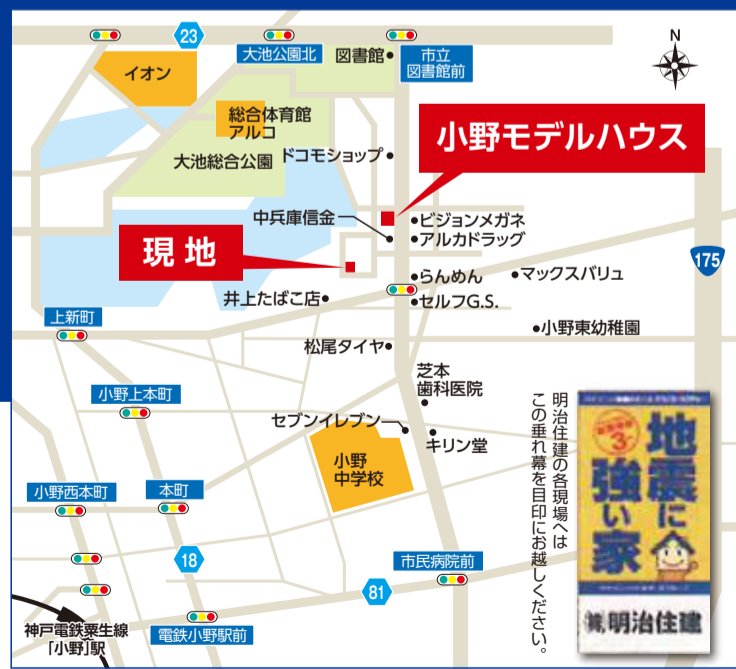 23
大池公園北
図書館
市立
図書館前
N
イオン
総合体育館
アルコ
大池総合公園
ドコモショップ
小野モデルハウス
中兵庫信金
ビジョンメガネ
アルカドラッグ
現地
175
らんめん
マックスバリュ
井上たばこ店
セルフG.S.
上新町
小野東幼稚園
松尾タイヤ
芝本
歯科医院
小野上本町
セブンイレブン
キリン堂
小野
中学校
小野西本町
本町
18
市民病院前
81
神戸電鉄粟生線
「小野」駅
電鉄小野駅前
明治住建の各現場へは
この垂れ幕を目印にお越しください。
地震に
強い家
明治住建